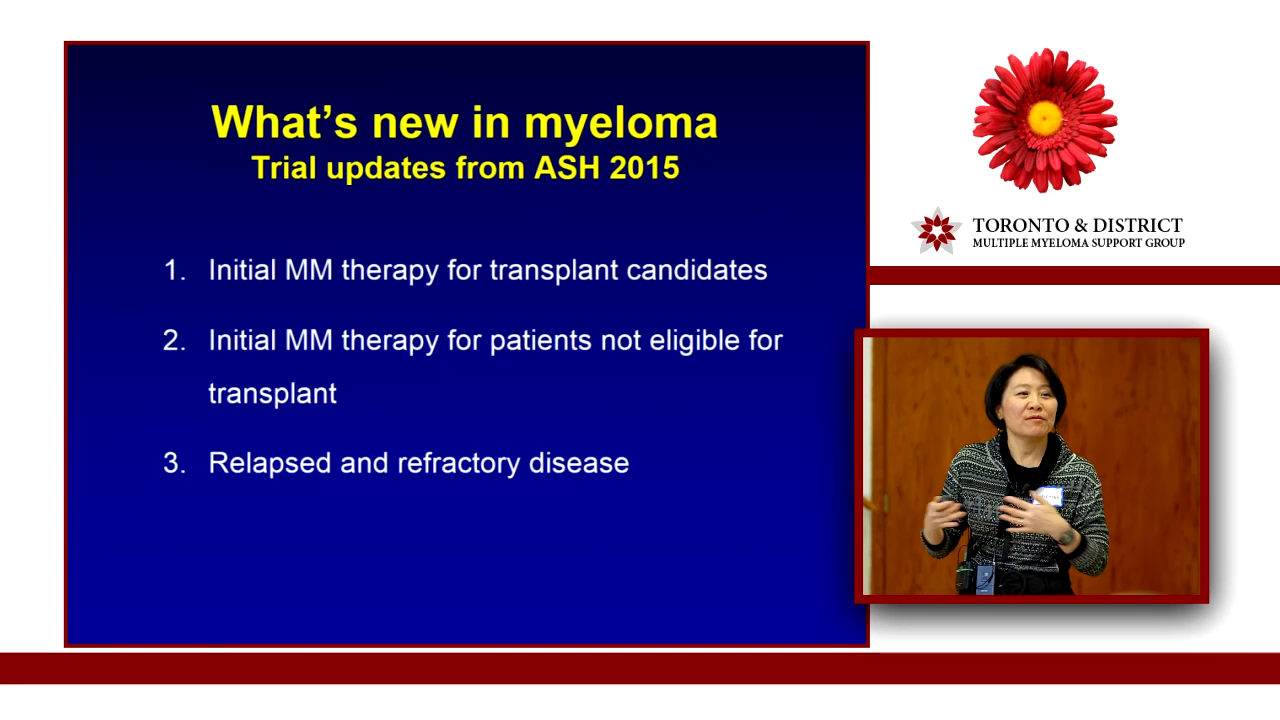 What's new in myeloma
Trial updates from ASH 2015
1. Initial MM therapy for transplant candidates
2. Initial MM therapy for patients not eligible for
transplant
3. Relapsed and refractory disease
TORONTO & DISTRICT
MULTIPLE MYELOMA SUPPORT GROUP